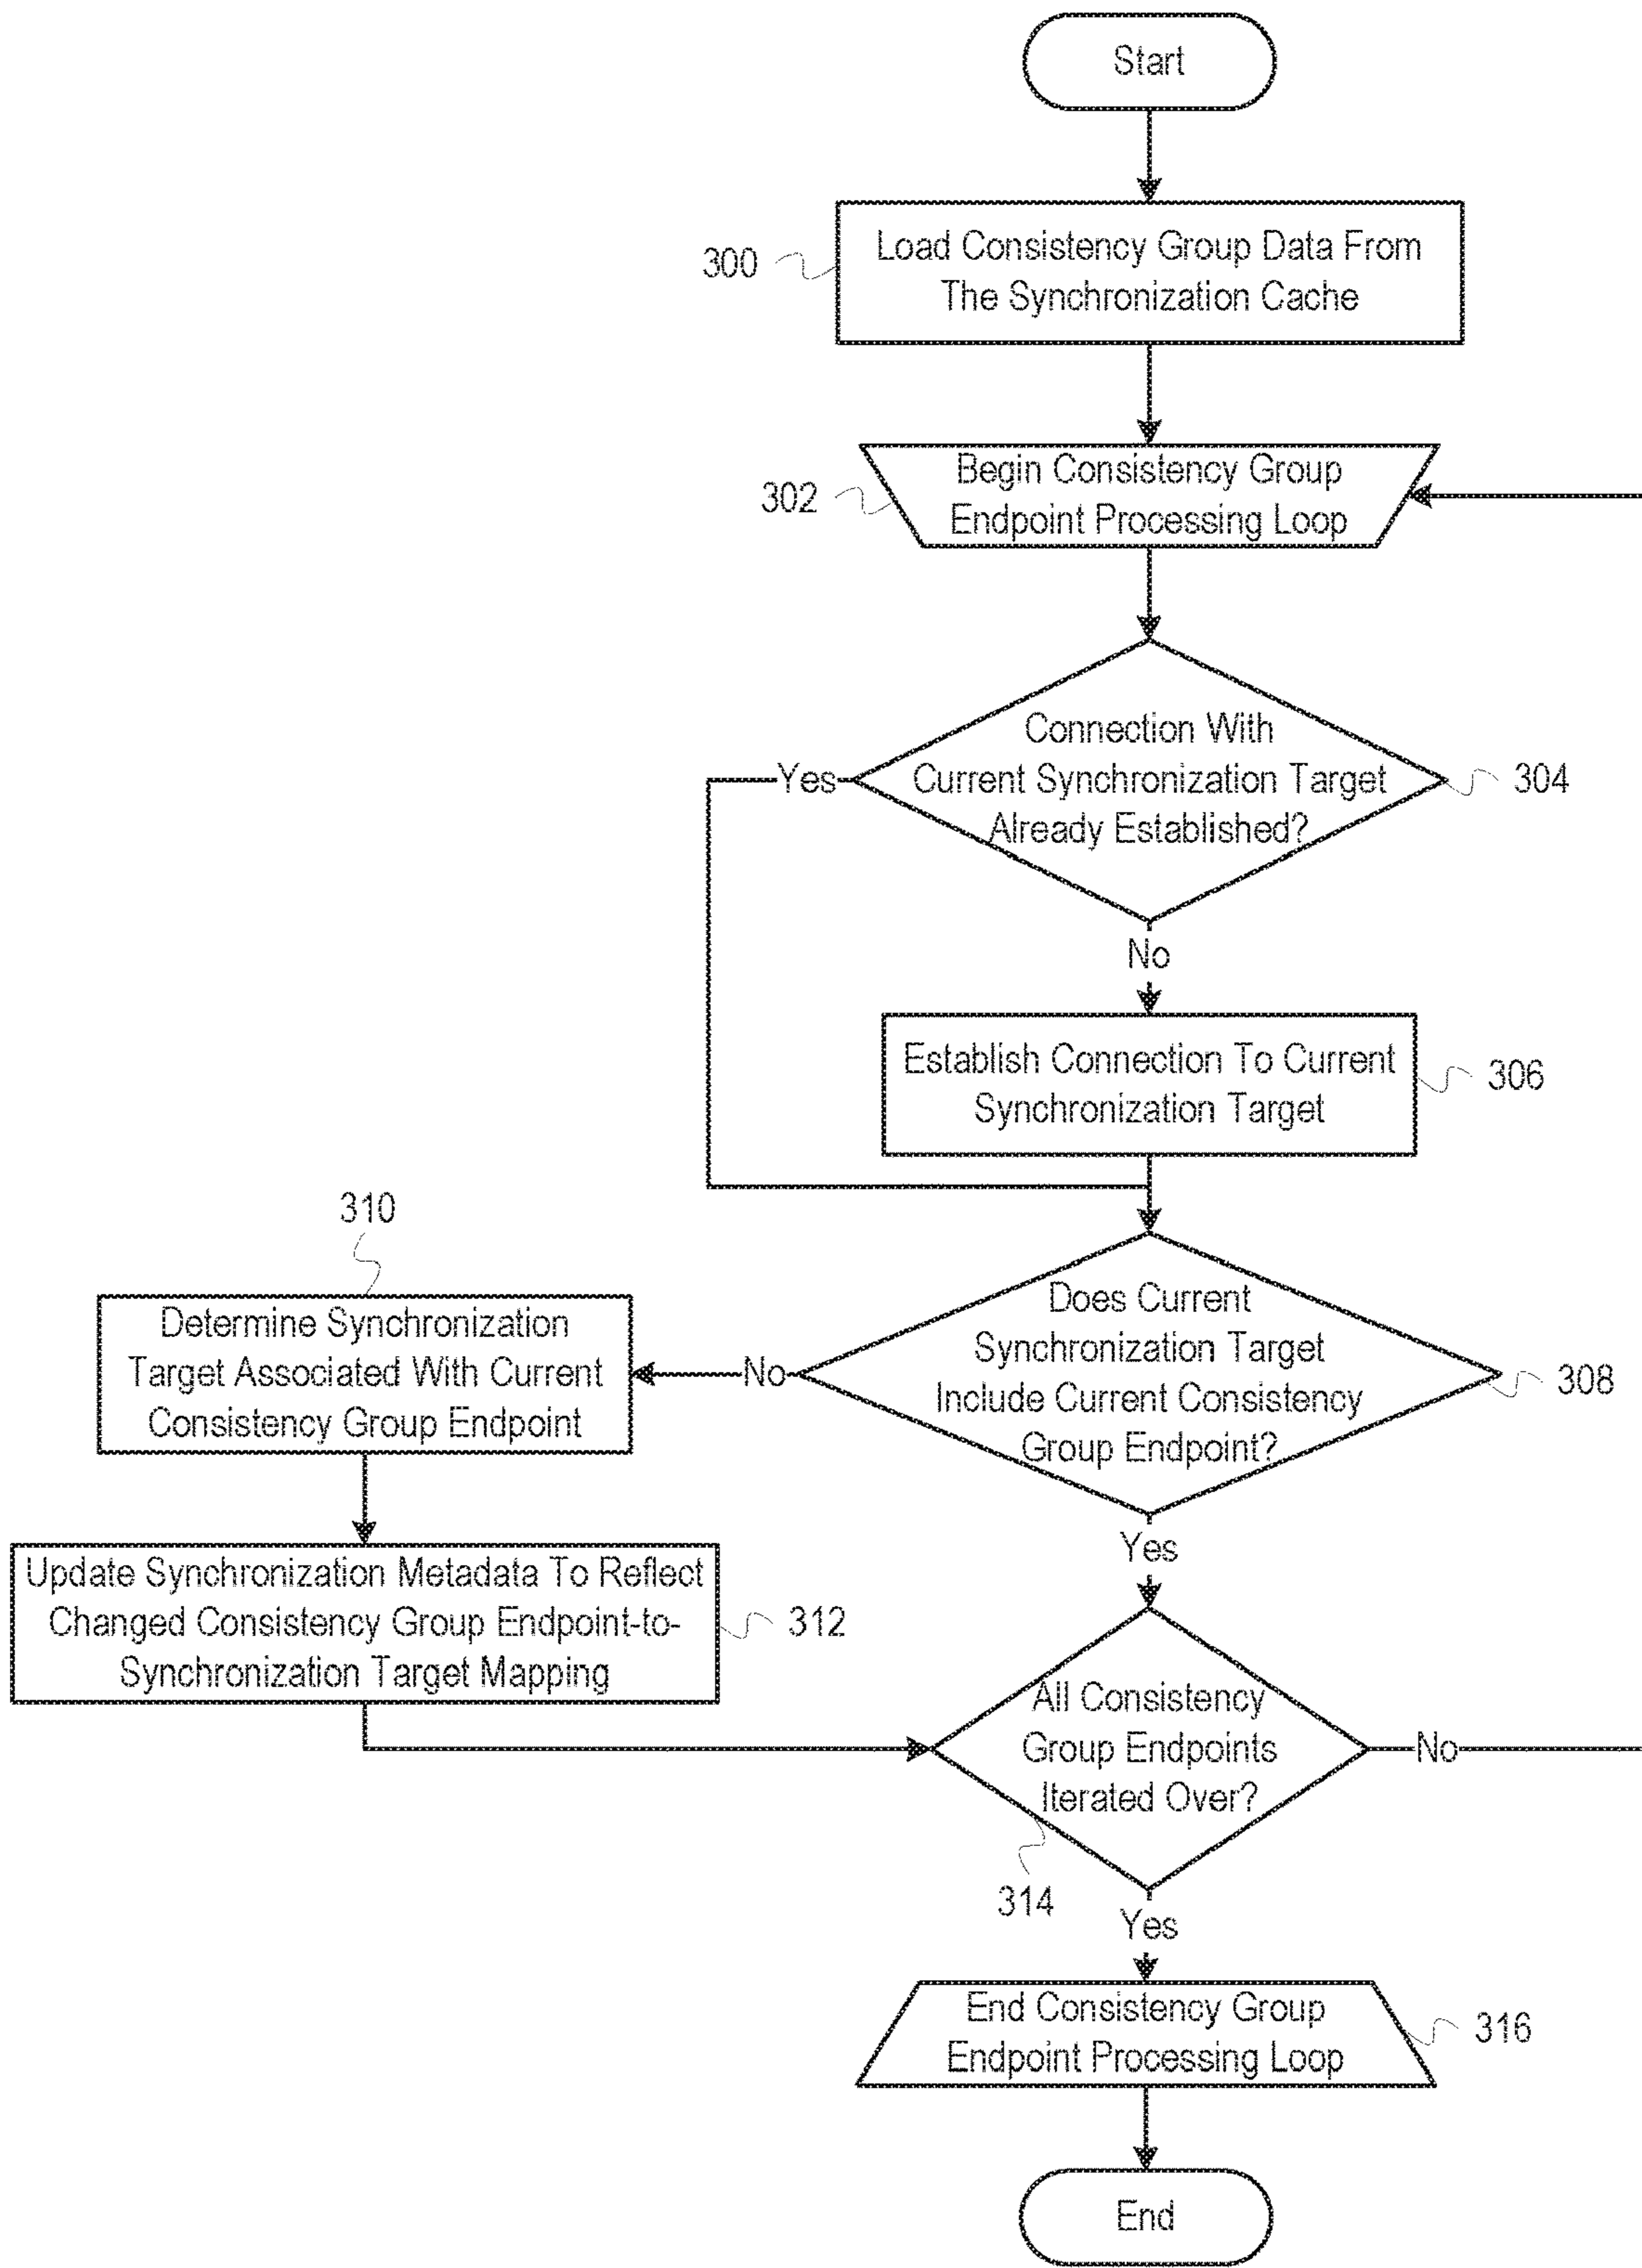 Start
300
Load Consistency Group Data From
The Synchronization Cache
302
Begin Consistency Group
Endpoint Processing Loop
Connection With
Current Synchronization Target
Already Established?
Yes
304
No
Establish Connection To Current
Synchronization Target
306
310
Determine Synchronization
Target Associated With Current
Consistency Group Endpoint
No
Does Current
Synchronization Target
Include Current Consistency
Group Endpoint?
308
Yes
Update Synchronization Metadata To Reflect
Changed Consistency Group Endpoint-to-
Synchronization Target Mapping
312
All Consistency
Group Endpoints
Iterated Over?
No
314
Yes
End Consistency Group
Endpoint Processing Loop
316
End